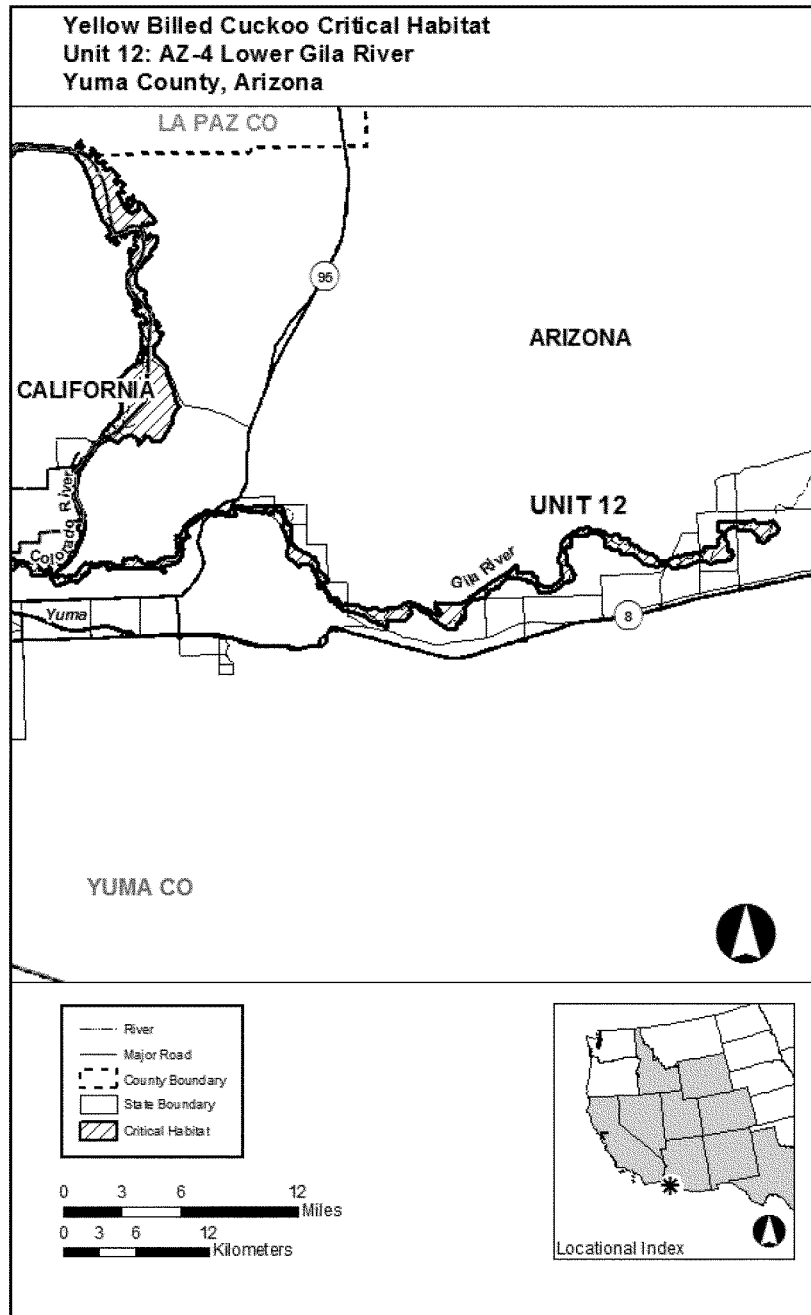 Yellow Billed Cuckoo Critical Habitat
Unit 12: AZ-4 Lower Gila River
Yuma County, Arizona
LA PAZ CO
95
ARIZONA
CALIFORNIA
Colorado River
UNIT 12
Gila River
Yuma
8
YUMA CO
River
Major Road
County Boundary
State Boundary
Critical Habitat
0 3 6 12
Miles
0 3 6 12
Kilometers
Locational Index